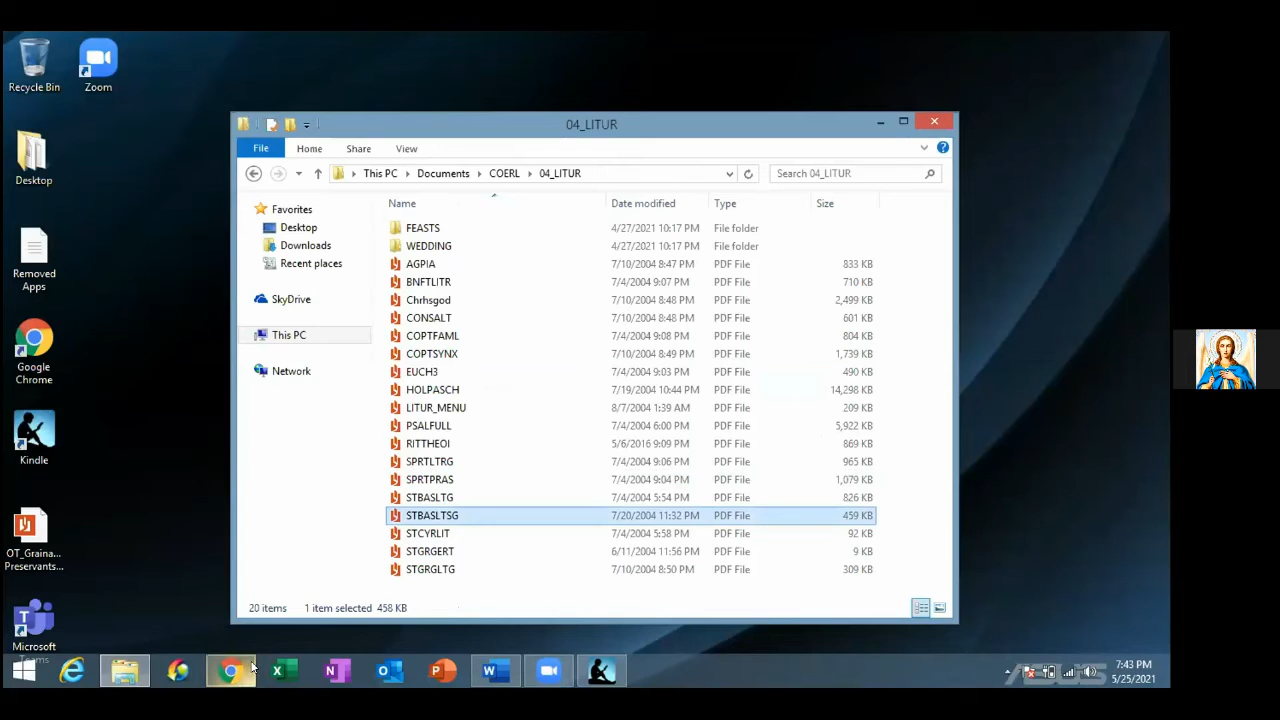 Recycle Bin
Zoom
Desktop
Removed
Apps
Google
Chrome
Kindle
OT_Graina...
Preservants...
Microsoft
Teams
04_LITUR
File Home Share View
This PC Documents COERL 04_LITUR Search 04_LITUR
Favorites
Desktop
Downloads
Recent places
SkyDrive
This PC
Network
Name Date modified Type Size
FEASTS 4/27/2021 10:17 PM File folder
WEDDING 4/27/2021 10:17 PM File folder
AGPIA 7/10/2004 8:47 PM PDF File 833 KB
BNFTLITR 7/4/2004 9:07 PM PDF File 710 KB
Chrhsgod 7/10/2004 8:48 PM PDF File 2,499 KB
CONSALT 7/10/2004 8:48 PM PDF File 601 KB
COPTFAML 7/4/2004 9:08 PM PDF File 804 KB
COPTSYNX 7/10/2004 8:49 PM PDF File 1,739 KB
EUCH3 7/4/2004 9:03 PM PDF File 490 KB
HOLPASCH 7/19/2004 10:44 PM PDF File 14,298 KB
LITUR_MENU 8/7/2004 1:39 AM PDF File 209 KB
PSALFULL 7/4/2004 6:00 PM PDF File 5,922 KB
RITTHEOI 5/6/2016 9:09 PM PDF File 869 KB
SPRTLTRG 7/4/2004 9:06 PM PDF File 965 KB
SPRTPRAS 7/4/2004 9:04 PM PDF File 1,079 KB
STBASLTG 7/4/2004 5:54 PM PDF File 826 KB
STBASLTSG 7/20/2004 11:32 PM PDF File 459 KB
STCYRLIT 7/4/2004 5:58 PM PDF File 92 KB
STGRGERT 6/11/2004 11:56 PM PDF File 9 KB
STGRGLTG 7/10/2004 8:50 PM PDF File 309 KB
20 items 1 item selected 458 KB
ASUS
7:43 PM
5/25/2021